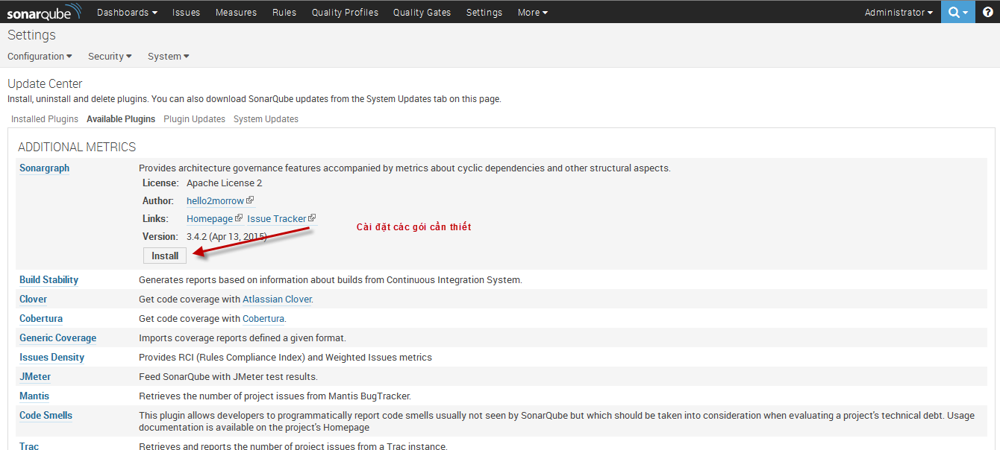 sonarqube Dashboards Issues Measures Rules Quality Profiles Quality Gates Settings More Administrator ?
Settings
Configuration Security System
Update Center
Install, uninstall and delete plugins. You can also download SonarQube updates from the System Updates tab on this page.
Installed Plugins Available Plugins Plugin Updates System Updates
ADDITIONAL METRICS
Sonargraph Provides architecture governance features accompanied by metrics about cyclic dependencies and other structural aspects.
License: Apache License 2
Author: hello2morrow
Links: Homepage Issue Tracker
Cài đặt các gói cần thiết
Version: 3.4.2 (Apr 13, 2015)
Install
Build Stability Generates reports based on information about builds from Continuous Integration System.
Clover Get code coverage with Atlassian Clover.
Cobertura Get code coverage with Cobertura.
Generic Coverage Imports coverage reports defined a given format.
Issues Density Provides RCI (Rules Compliance Index) and Weighted Issues metrics
JMeter Feed SonarQube with JMeter test results.
Mantis Retrieves the number of project issues from Mantis BugTracker.
Code Smells This plugin allows developers to programmatically report code smells usually not seen by SonarQube but which should be taken into consideration when evaluating a project's technical debt. Usage
documentation is available on the project's Homepage
Trac Retrieves and reports the number of project issues from a Trac instance.